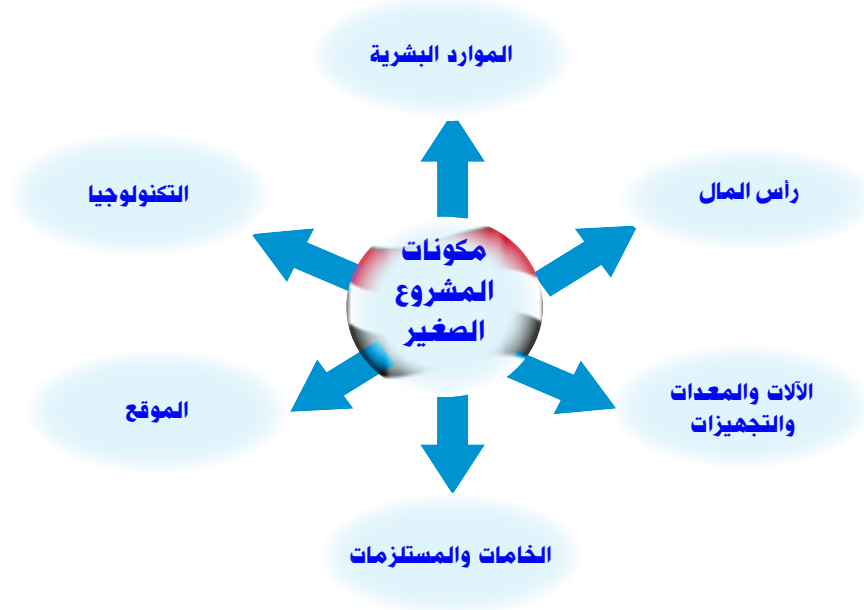 الموارد البشرية
رأس المال
التكنولوجيا
مكونات
المشروع
الصغير
الآلات والمعدات
والتجهيزات
الموقع
الخامات والمستلزمات